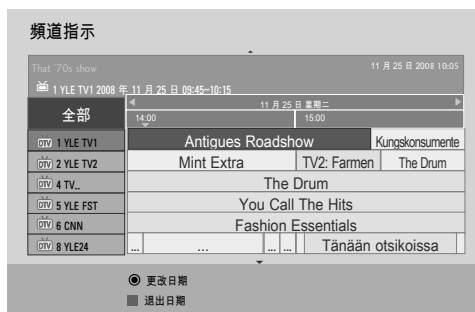 頻道指示
That '70s show
11 月 25 日 2008 10:05
1 YLE TV1 2008 年 11 月 25 日 09:45~10:15
全部
11 月 25 日 星期二
14:00 15:00
DTV 1 YLE TV1 Antigues Roadshow Kungskonsumente
DTV 2 YLE TV2 Mint Extra TV2: Farmen The Drum
DTV 4 TV.. The Drum
DTV 5 YLE FST You Call The Hits
DTV 6 CNN Fashion Essentials
DTV 8 YLE24 ... ... ... ... Tänään otsikoissa
更改日期
退出日期